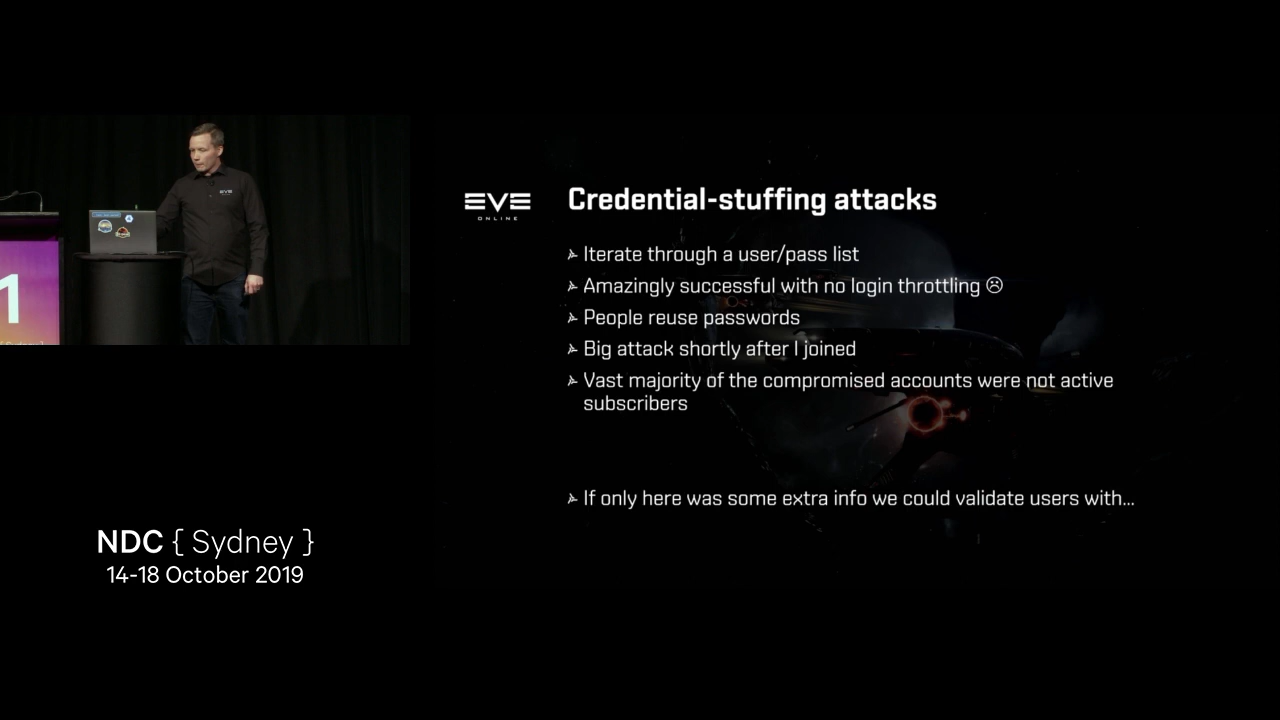 EVE
ONLINE
Credential-stuffing attacks
Iterate through a user/pass list
Amazingly successful with no login throttling ☹
People reuse passwords
Big attack shortly after I joined
Vast majority of the compromised accounts were not active
subscribers
If only here was some extra info we could validate users with...
EVE
1
NDC { Sydney }
14-18 October 2019